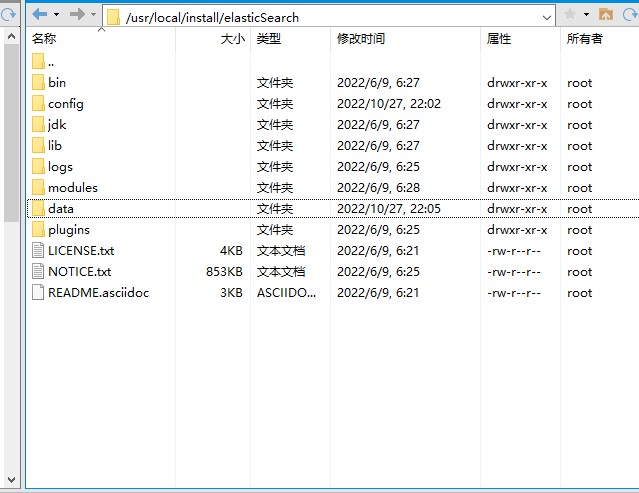 /usr/local/install/elasticSearch
名称 大小 类型 修改时间 属性 所有者
..
bin 文件夹 2022/6/9, 6:27 drwxr-xr-x root
config 文件夹 2022/10/27, 22:02 drwxr-xr-x root
jdk 文件夹 2022/6/9, 6:27 drwxr-xr-x root
lib 文件夹 2022/6/9, 6:27 drwxr-xr-x root
logs 文件夹 2022/6/9, 6:25 drwxr-xr-x root
modules 文件夹 2022/6/9, 6:28 drwxr-xr-x root
data 文件夹 2022/10/27, 22:05 drwxr-xr-x root
plugins 文件夹 2022/6/9, 6:25 drwxr-xr-x root
LICENSE.txt 4KB 文本文档 2022/6/9, 6:21 -rw-r--r-- root
NOTICE.txt 853KB 文本文档 2022/6/9, 6:25 -rw-r--r-- root
README.asciidoc 3KB ASCIIDO... 2022/6/9, 6:21 -rw-r--r-- root